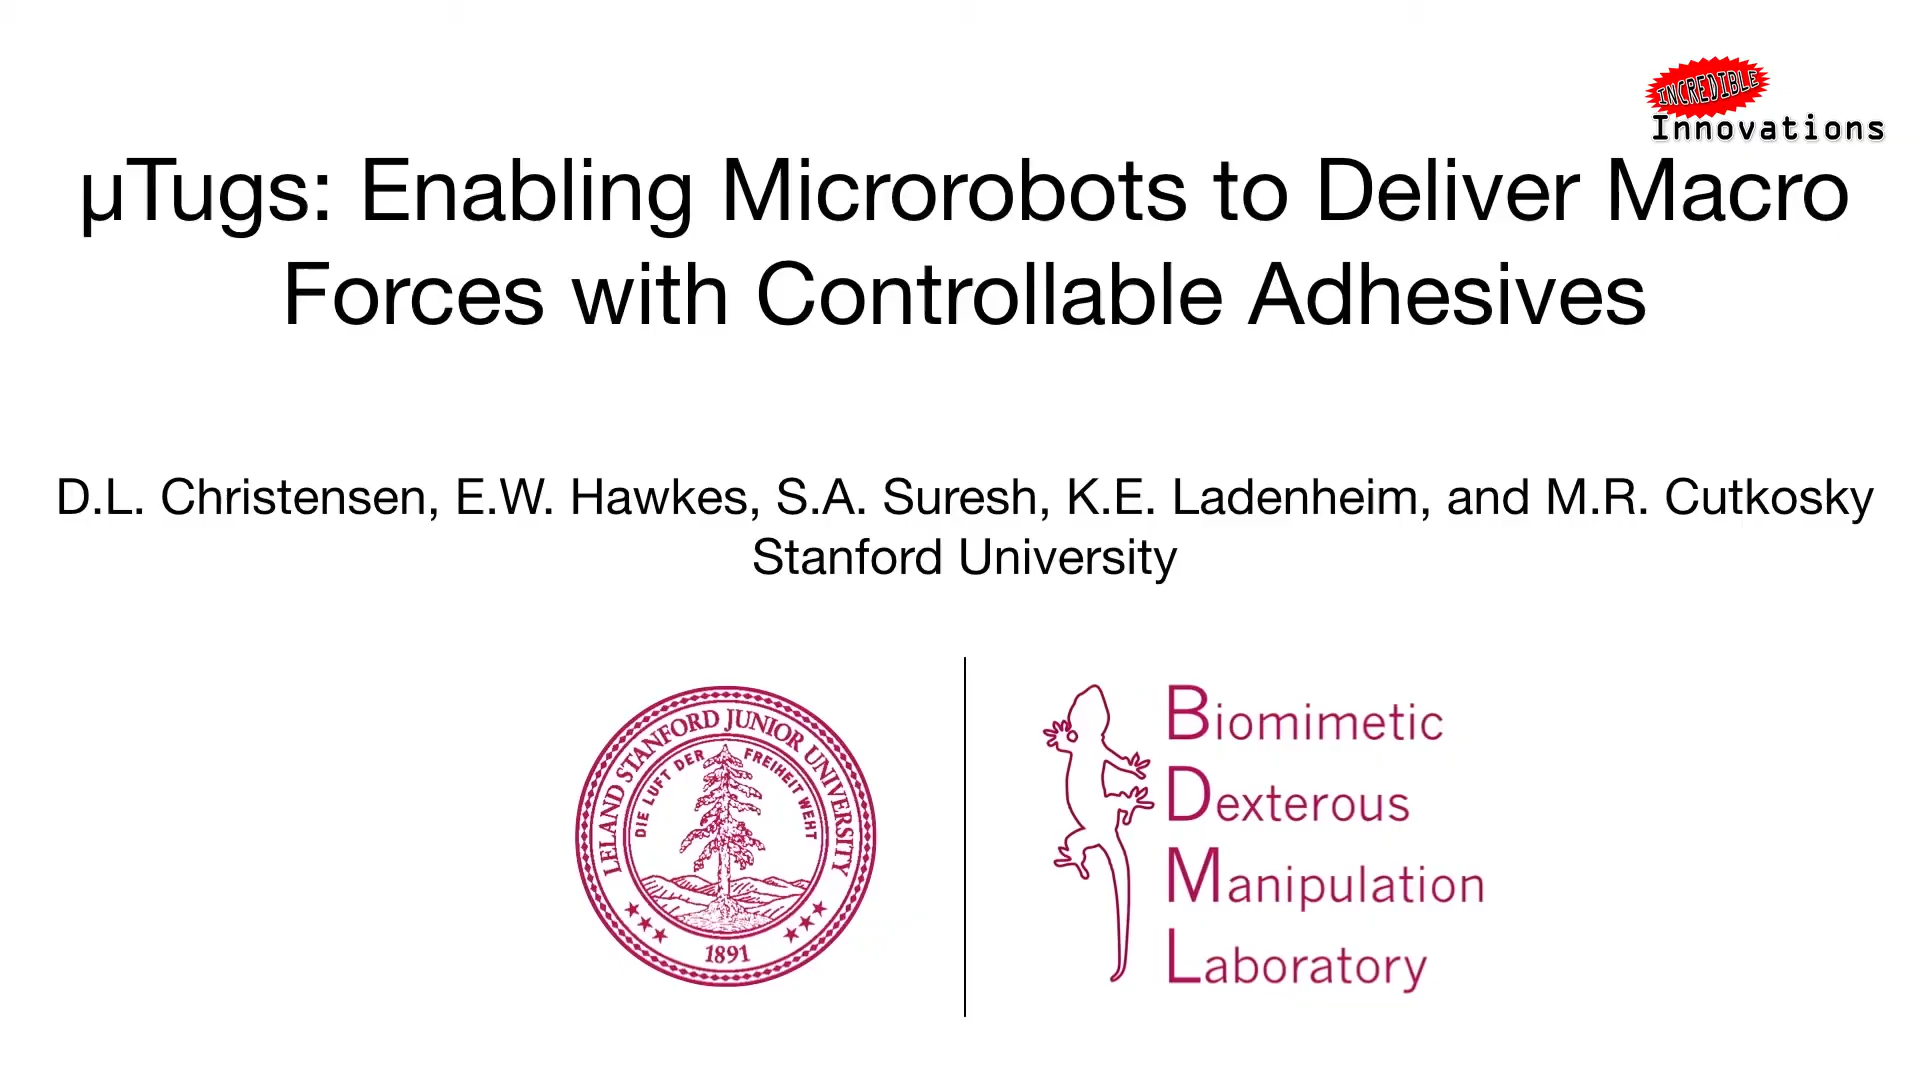 INCREDIBLE
Innovations
µTugs: Enabling Microrobots to Deliver Macro
Forces with Controllable Adhesives
D.L. Christensen, E.W. Hawkes, S.A. Suresh, K.E. Ladenheim, and M.R. Cutkosky
Stanford University
LELAND STANFORD JUNIOR UNIVERSITY
DIE LUFT DER FREIHEIT WEHT
1891
Biomimetic
Dexterous
Manipulation
Laboratory